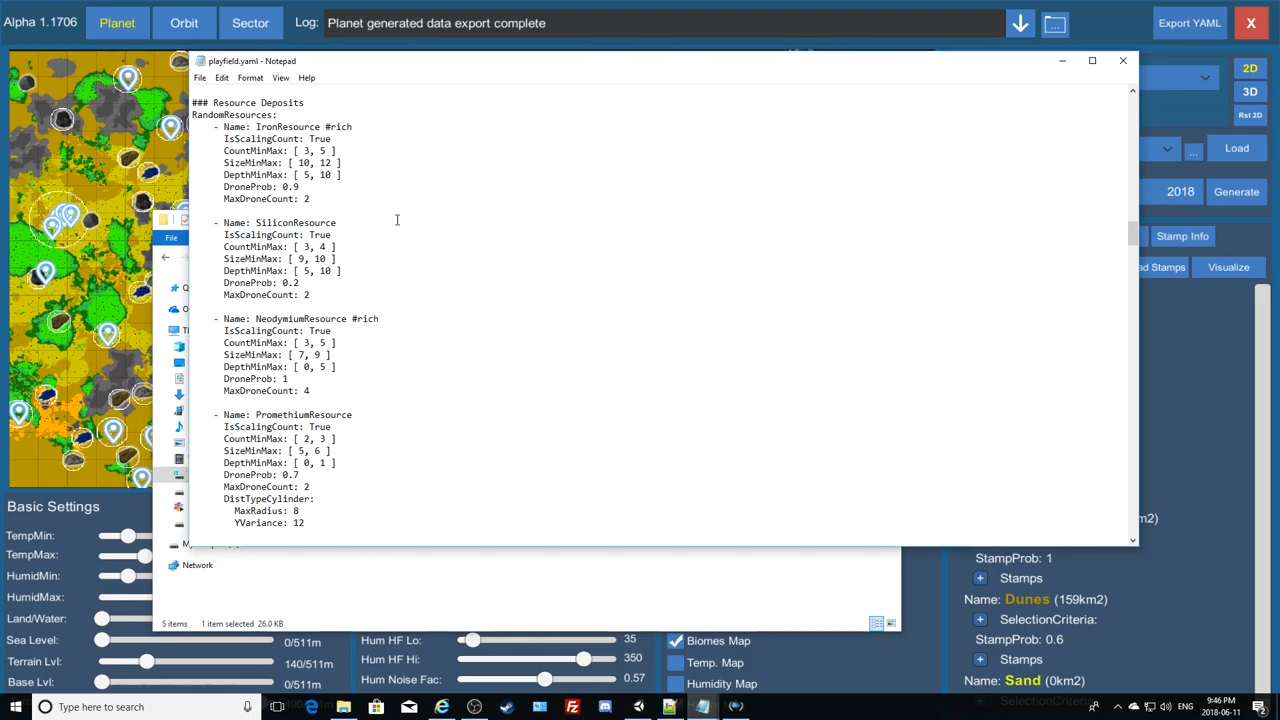 Alpha 1.1706
Planet
Orbit
Sector
Log:
Planet generated data export complete
...
Export YAML
X
playfield.yaml - Notepad
File Edit Format View Help
### Resource Deposits
RandomResources:
- Name: IronResource #rich
IsScalingCount: True
CountMinMax: [ 3, 5 ]
SizeMinMax: [ 10, 12 ]
DepthMinMax: [ 5, 10 ]
DroneProb: 0.9
MaxDroneCount: 2
- Name: SiliconResource
IsScalingCount: True
CountMinMax: [ 3, 4 ]
SizeMinMax: [ 9, 10 ]
DepthMinMax: [ 5, 10 ]
DroneProb: 0.2
MaxDroneCount: 2
- Name: NeodymiumResource #rich
IsScalingCount: True
CountMinMax: [ 3, 5 ]
SizeMinMax: [ 7, 9 ]
DepthMinMax: [ 0, 5 ]
DroneProb: 1
MaxDroneCount: 4
- Name: PromethiumResource
IsScalingCount: True
CountMinMax: [ 2, 3 ]
SizeMinMax: [ 5, 6 ]
DepthMinMax: [ 0, 1 ]
DroneProb: 0.7
MaxDroneCount: 2
DistTypeCylinder:
MaxRadius: 8
YVariance: 12
2D
3D
Rst 2D
...
Load
2018
Generate
Stamp Info
ad Stamps
Visualize
File
Network
5 items 1 item selected 26.0 KB
Basic Settings
TempMin:
TempMax:
HumidMin:
HumidMax:
Land/Water:
Sea Level:
0/511m
Terrain Lvl:
140/511m
Base Lvl:
0/511m
Hum HF Lo:
35
Hum HF Hi:
350
Hum Noise Fac:
0.57
Biomes Map
Temp. Map
Humidity Map
m2)
StampProb: 1
+ Stamps
Name: Dunes (159km2)
+ SelectionCriteria:
StampProb: 0.6
+ Stamps
Name: Sand (0km2)
+ SelectionCriteria:
Type here to search
ENG
9:46 PM
2018-06-11
2